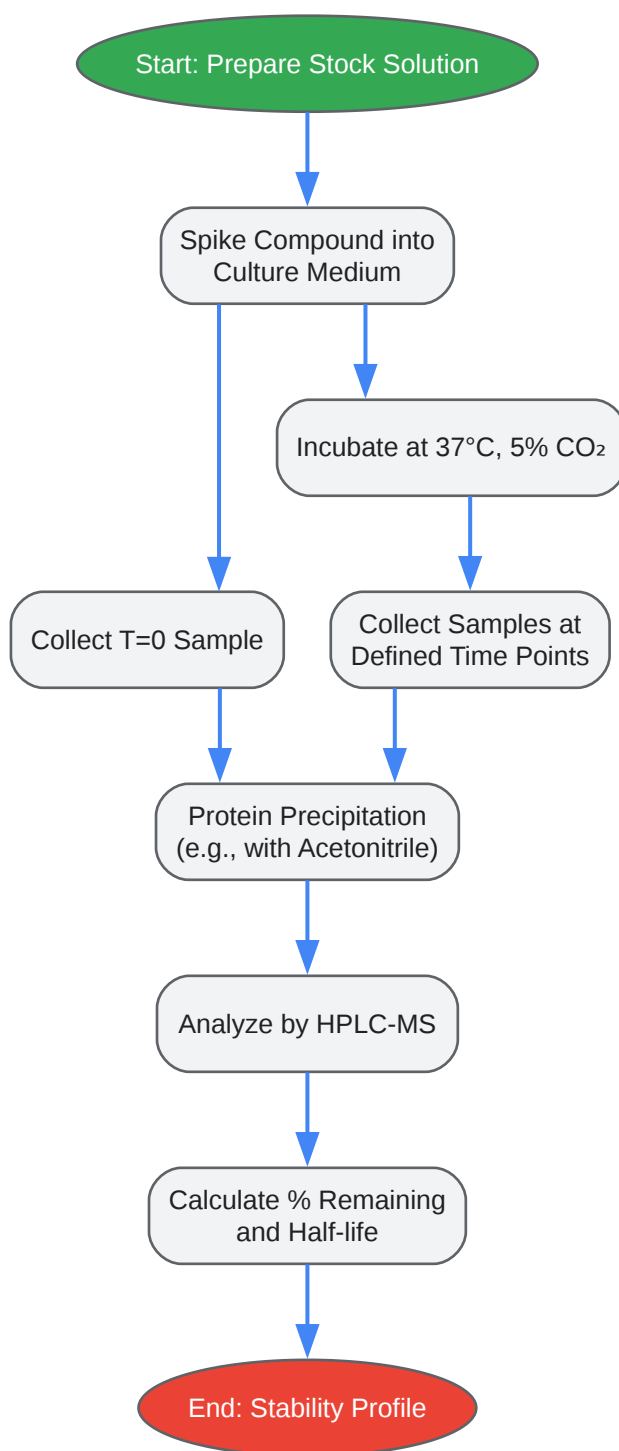 Start: Prepare Stock Solution
Spike Compound into
Culture Medium
Incubate at 37°C, 5% CO₂
Collect T=0 Sample
Collect Samples at
Defined Time Points
Protein Precipitation
(e.g., with Acetonitrile)
Analyze by HPLC-MS
Calculate % Remaining
and Half-life
End: Stability Profile